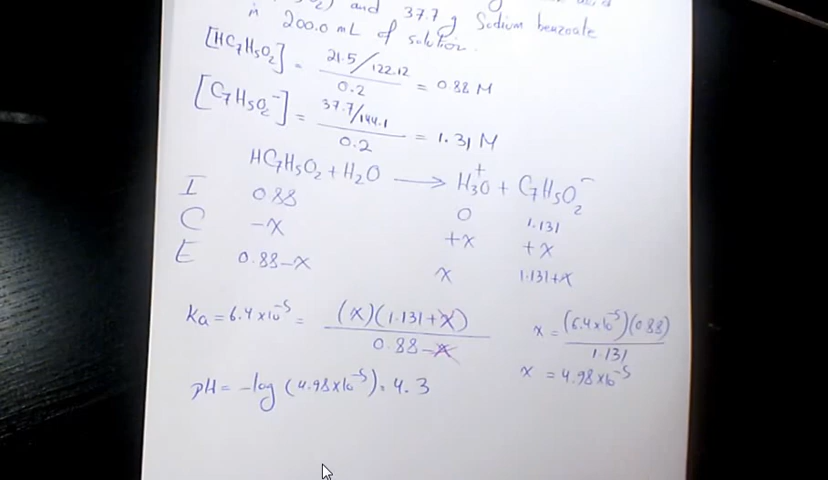 O₂) and 37.7 g Sodium benzoate
in 200.0 mL of solution.
[HC7H5O2] = 21.5/122.12 / 0.2 = 0.88 M
[C7H5O2⁻] = 37.7/144.1 / 0.2 = 1.31 M
HC7H5O2 + H2O → H3O⁺ + C7H5O2⁻
I 0.88 0 1.131
C -x +x +x
E 0.88-x x 1.131+x
Ka = 6.4x10⁻⁵ = (x)(1.131+x) / 0.88-x
x = (6.4x10⁻⁵)(0.88) / 1.131
x = 4.98x10⁻⁵
pH = -log (4.98x10⁻⁵) = 4.3